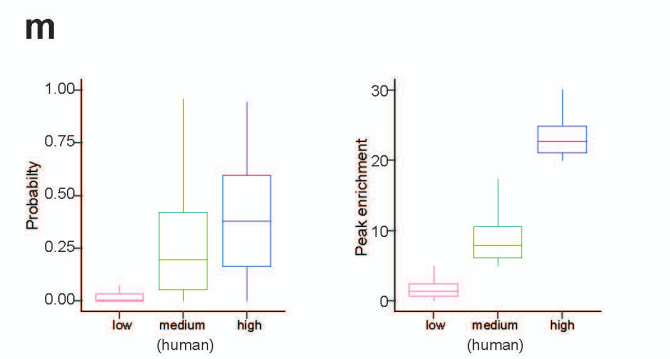 m
Probabilty
1.00
0.75
0.50
0.25
0.00
low medium high
(human)
Peak enrichment
30
20
10
0
low medium high
(human)